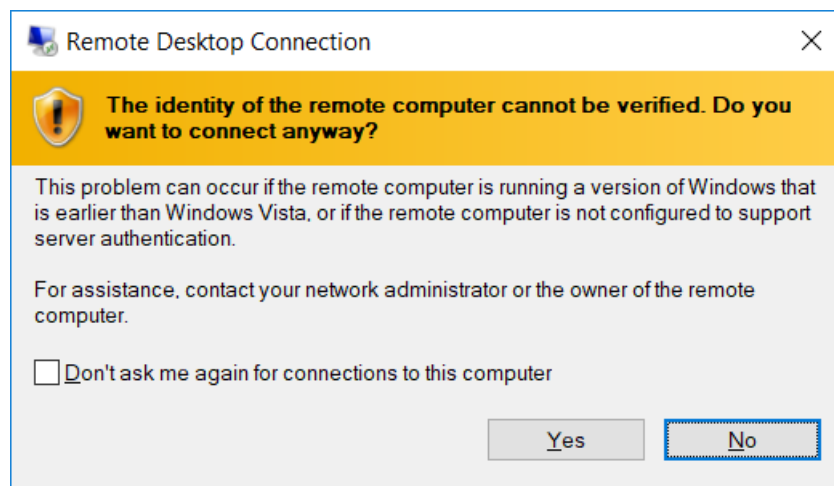 Remote Desktop Connection
The identity of the remote computer cannot be verified. Do you
want to connect anyway?
This problem can occur if the remote computer is running a version of Windows that
is earlier than Windows Vista, or if the remote computer is not configured to support
server authentication.
For assistance, contact your network administrator or the owner of the remote
computer.
Don't ask me again for connections to this computer
Yes No